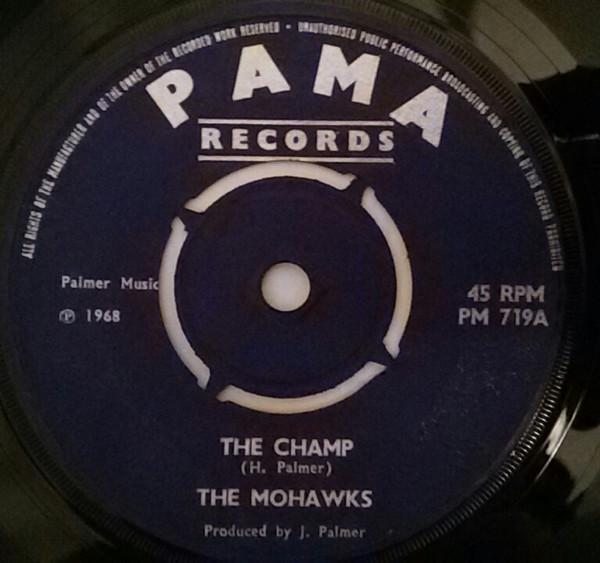 ALL RIGHTS OF THE MANUFACTURER AND OF THE OWNER OF THE RECORDED WORK RESERVED • UNAUTHORISED PUBLIC PERFORMANCE BROADCASTING AND COPYING OF THIS RECORD PROHIBITED
PAMA
RECORDS
Palmer Music
℗ 1968
45 RPM
PM 719A
THE CHAMP
(H. Palmer)
THE MOHAWKS
Produced by J. Palmer